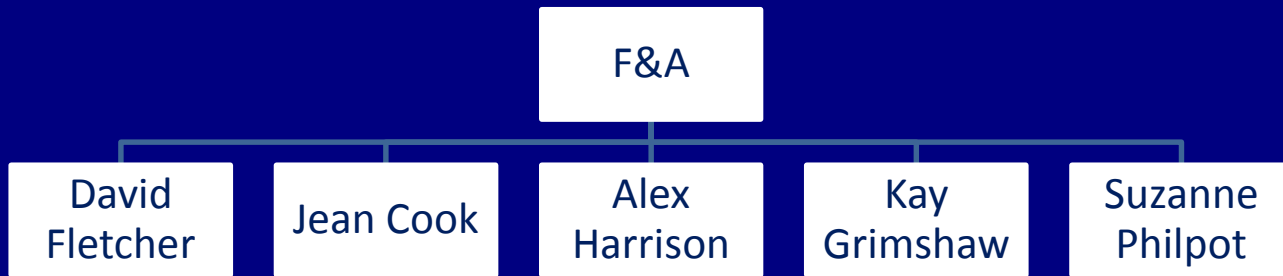 F&A
David
Fletcher
Jean Cook
Alex
Harrison
Kay
Grimshaw
Suzanne
Philpot